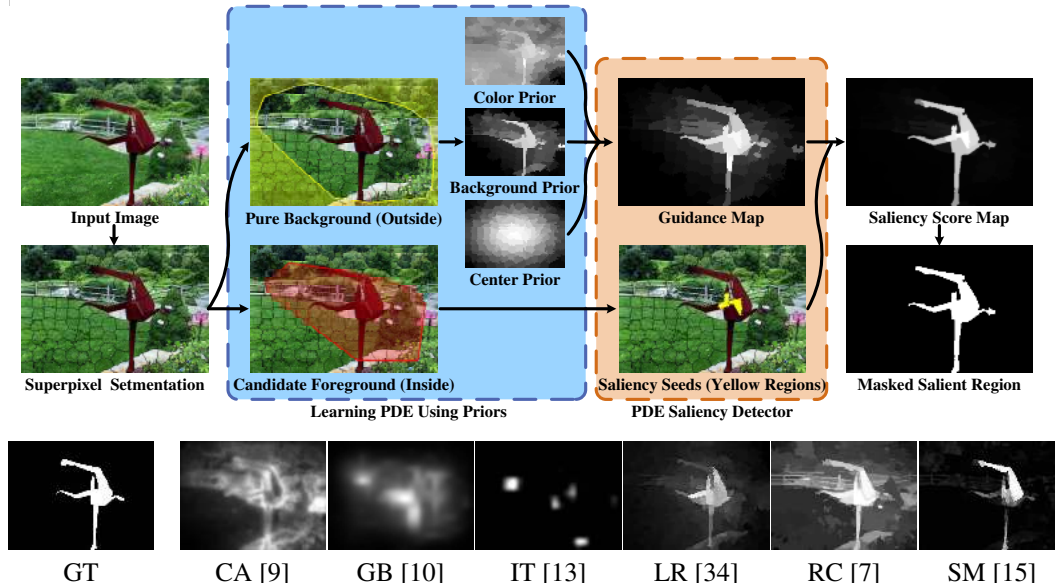 Color Prior
Input Image
Pure Background (Outside)
Background Prior
Guidance Map
Saliency Score Map
Center Prior
Superpixel Setmentation
Candidate Foreground (Inside)
Saliency Seeds (Yellow Regions)
Masked Salient Region
Learning PDE Using Priors
PDE Saliency Detector
GT
CA [9]
GB [10]
IT [13]
LR [34]
RC [7]
SM [15]